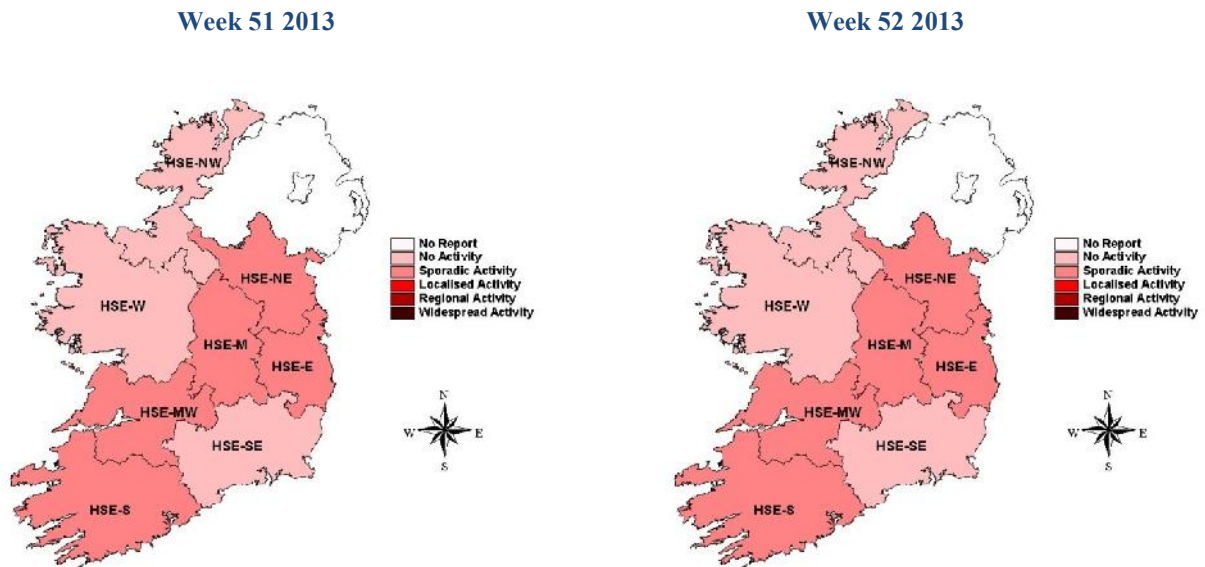 Week 51 2013
HSE-NW
HSE-NE
HSE-W
HSE-M
HSE-E
HSE-MW
HSE-SE
HSE-S
No Report
No Activity
Sporadic Activity
Localised Activity
Regional Activity
Widespread Activity
N
W E
S
Week 52 2013
HSE-NW
HSE-NE
HSE-W
HSE-M
HSE-E
HSE-MW
HSE-SE
HSE-S
No Report
No Activity
Sporadic Activity
Localised Activity
Regional Activity
Widespread Activity
N
W E
S